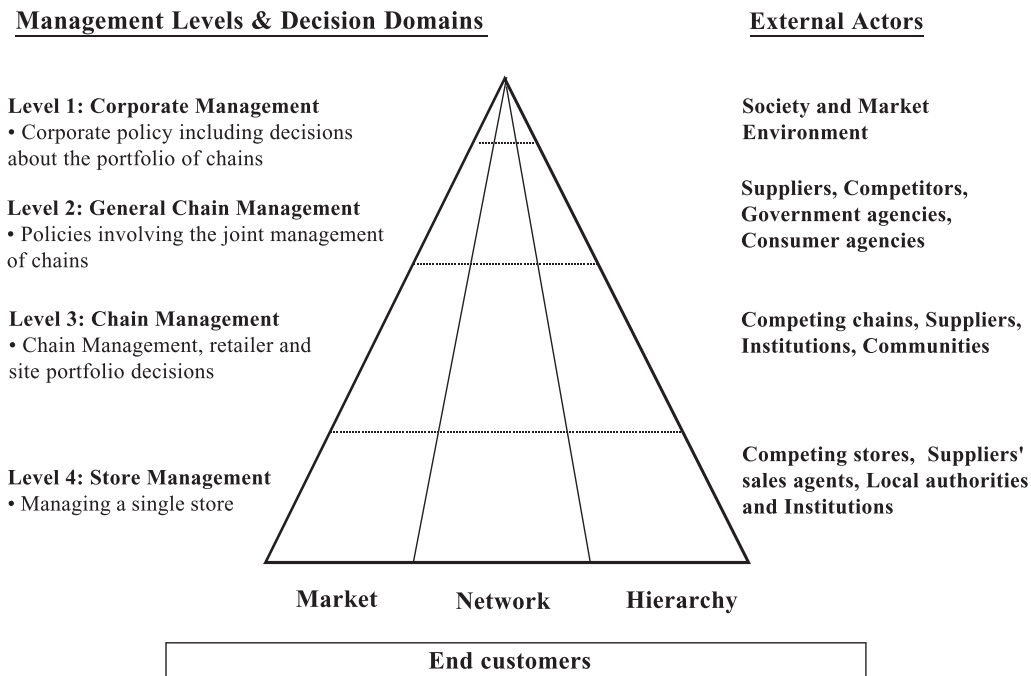 Management Levels & Decision Domains
External Actors
Level 1: Corporate Management
• Corporate policy including decisions
about the portfolio of chains
Society and Market
Environment
Level 2: General Chain Management
• Policies involving the joint management
of chains
Suppliers, Competitors,
Government agencies,
Consumer agencies
Level 3: Chain Management
• Chain Management, retailer and
site portfolio decisions
Competing chains, Suppliers,
Institutions, Communities
Level 4: Store Management
• Managing a single store
Competing stores, Suppliers'
sales agents, Local authorities
and Institutions
Market
Network
Hierarchy
End customers